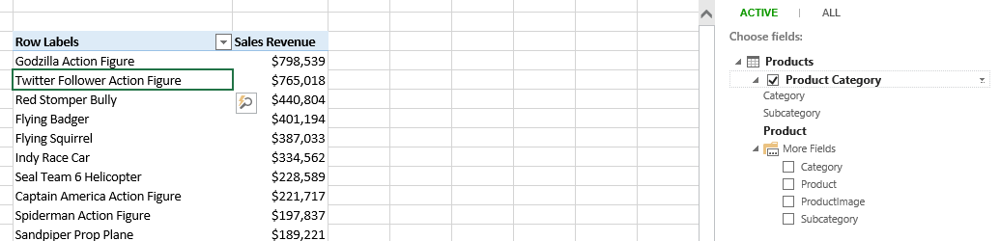 Row Labels Sales Revenue
Godzilla Action Figure $798,539
Twitter Follower Action Figure $765,018
Red Stomper Bully $440,804
Flying Badger $401,194
Flying Squirrel $387,033
Indy Race Car $334,562
Seal Team 6 Helicopter $228,589
Captain America Action Figure $221,717
Spiderman Action Figure $197,837
Sandpiper Prop Plane $189,221
ACTIVE | ALL
Choose fields:
Products
Product Category
Category
Subcategory
Product
More Fields
Category
Product
ProductImage
Subcategory